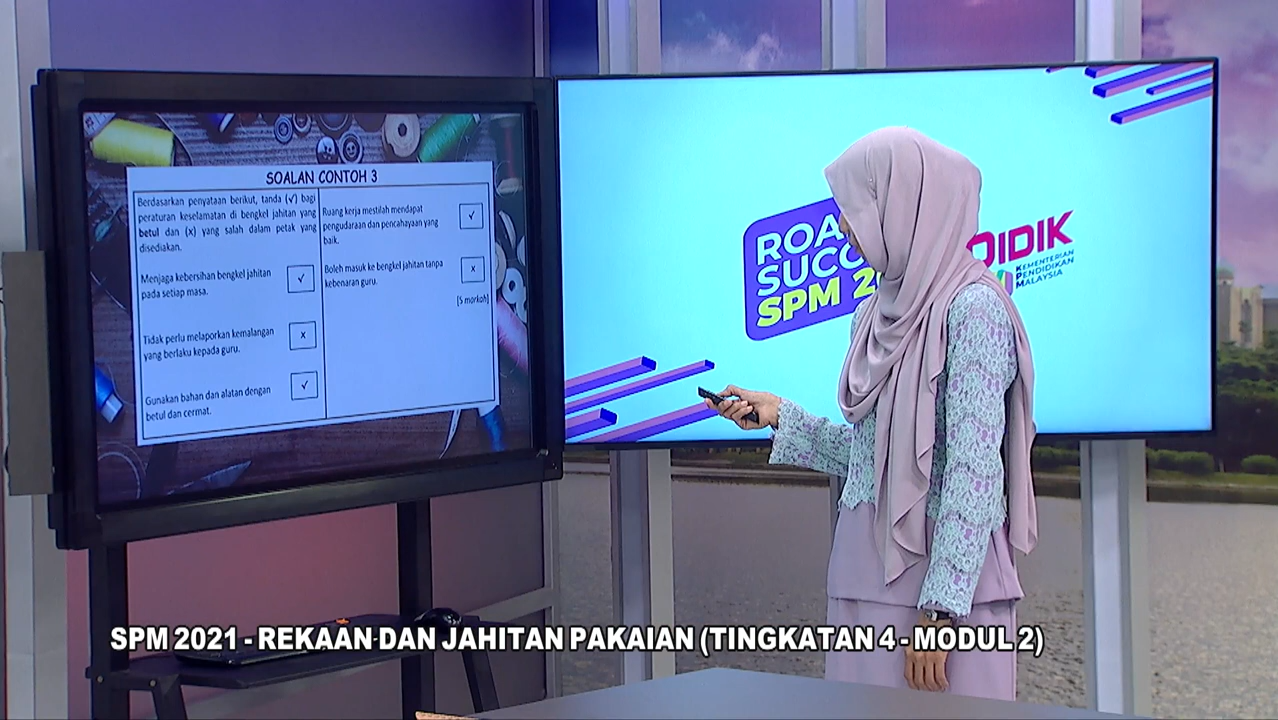 SOALAN CONTOH 3
Berdasarkan penyataan berikut, tanda (✓) bagi
peraturan keselamatan di bengkel jahitan yang
betul dan (x) yang salah dalam petak yang
disediakan.
Menjaga kebersihan bengkel jahitan
pada setiap masa.
✓
Tidak perlu melaporkan kemalangan
yang berlaku kepada guru.
x
Gunakan bahan dan alatan dengan
betul dan cermat.
✓
Ruang kerja mestilah mendapat
pengudaraan dan pencahayaan yang
baik.
✓
Boleh masuk ke bengkel jahitan tanpa
kebenaran guru.
x
[5 markah]
SUCC
SPM 2
DIDIK
KEMENTERIAN
PENDIDIKAN
MALAYSIA
SPM 2021 - REKAAN DAN JAHITAN PAKAIAN (TINGKATAN 4 - MODUL 2)